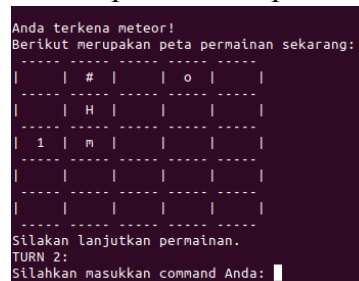 Anda terkena meteor!
Berikut merupakan peta permainan sekarang:
 ----- ----- ----- ----- -----
|     |  #  |     |  o  |     |
 ----- ----- ----- ----- -----
|     |  H  |     |     |     |
 ----- ----- ----- ----- -----
|  1  |  m  |     |     |     |
 ----- ----- ----- ----- -----
|     |     |     |     |     |
 ----- ----- ----- ----- -----
|     |     |     |     |     |
 ----- ----- ----- ----- -----
Silakan lanjutkan permainan.
TURN 2:
Silahkan masukkan command Anda: